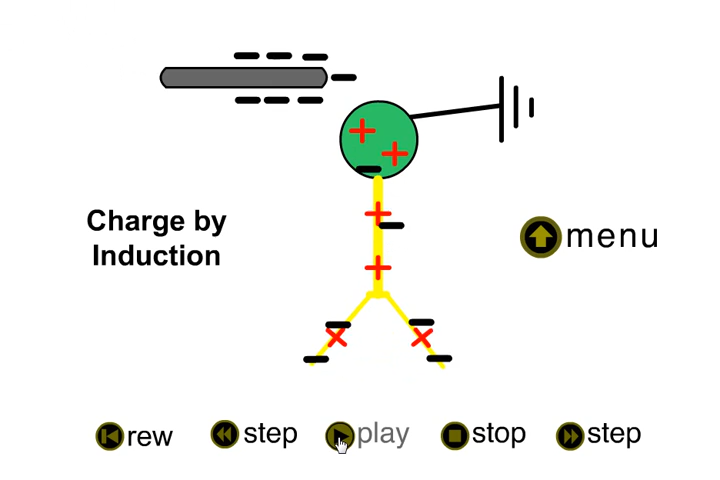 Charge by
Induction
menu
rew
step
play
stop
step